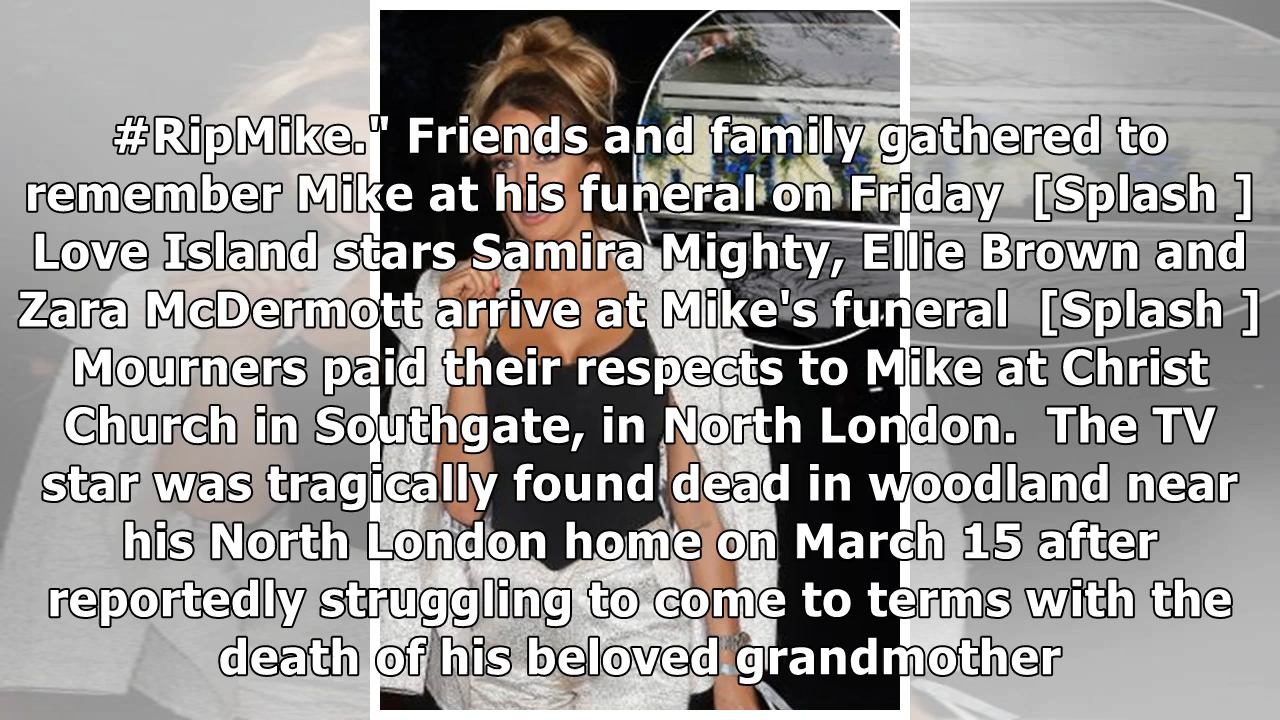 #RipMike." Friends and family gathered to
remember Mike at his funeral on Friday  [Splash ]
Love Island stars Samira Mighty, Ellie Brown and
Zara McDermott arrive at Mike's funeral  [Splash ]
Mourners paid their respects to Mike at Christ
Church in Southgate, in North London.  The TV
star was tragically found dead in woodland near
his North London home on March 15 after
reportedly struggling to come to terms with the
death of his beloved grandmother